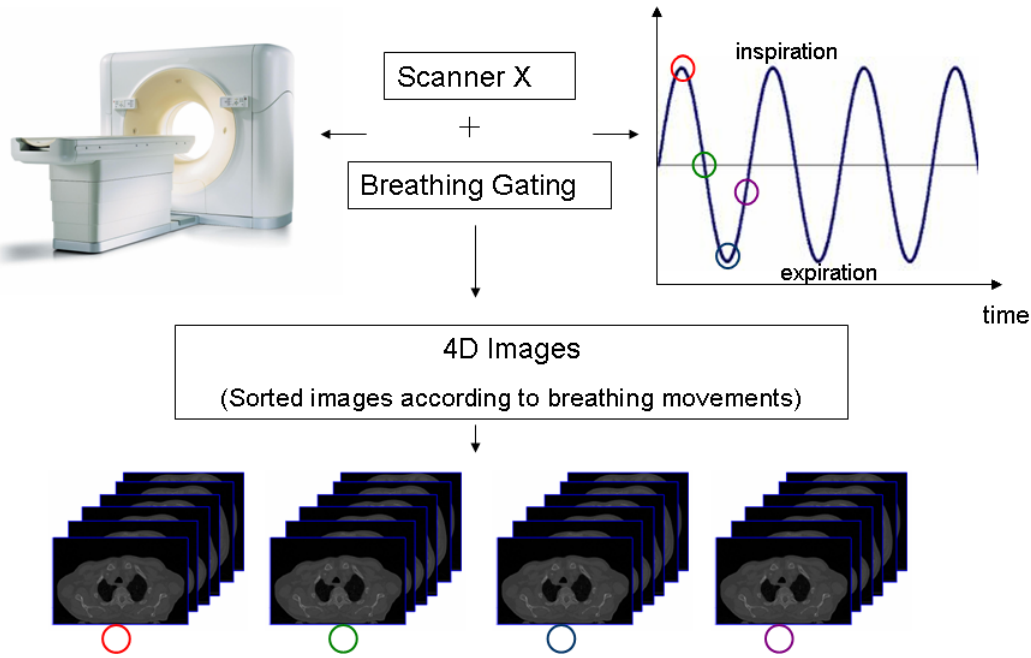 Scanner X
+
Breathing Gating
inspiration
expiration
time
4D Images
(Sorted images according to breathing movements)